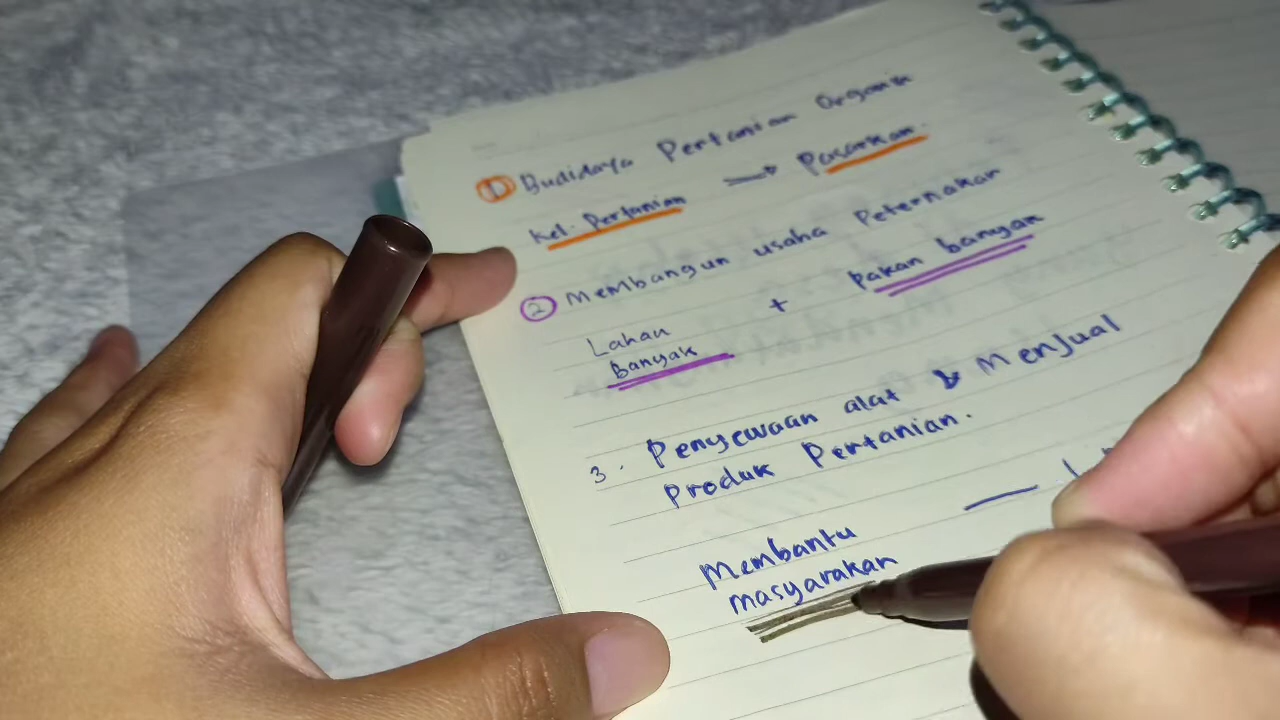 1 Budidaya Pertanian Organik
Kel. Pertanian → Pasarkan.
2 Membangun usaha Peternakan
Lahan Banyak + Pakan banyak
3. Penyewaan alat & Menjual
Produk Pertanian.
Membantu —
masyarakan